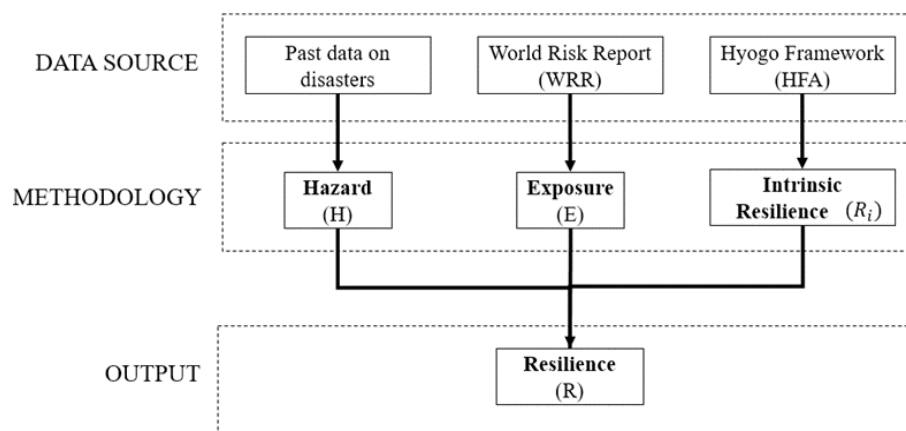 DATA SOURCE
Past data on
disasters
World Risk Report
(WRR)
Hyogo Framework
(HFA)
METHODOLOGY
Hazard
(H)
Exposure
(E)
Intrinsic
Resilience (R_i)
OUTPUT
Resilience
(R)